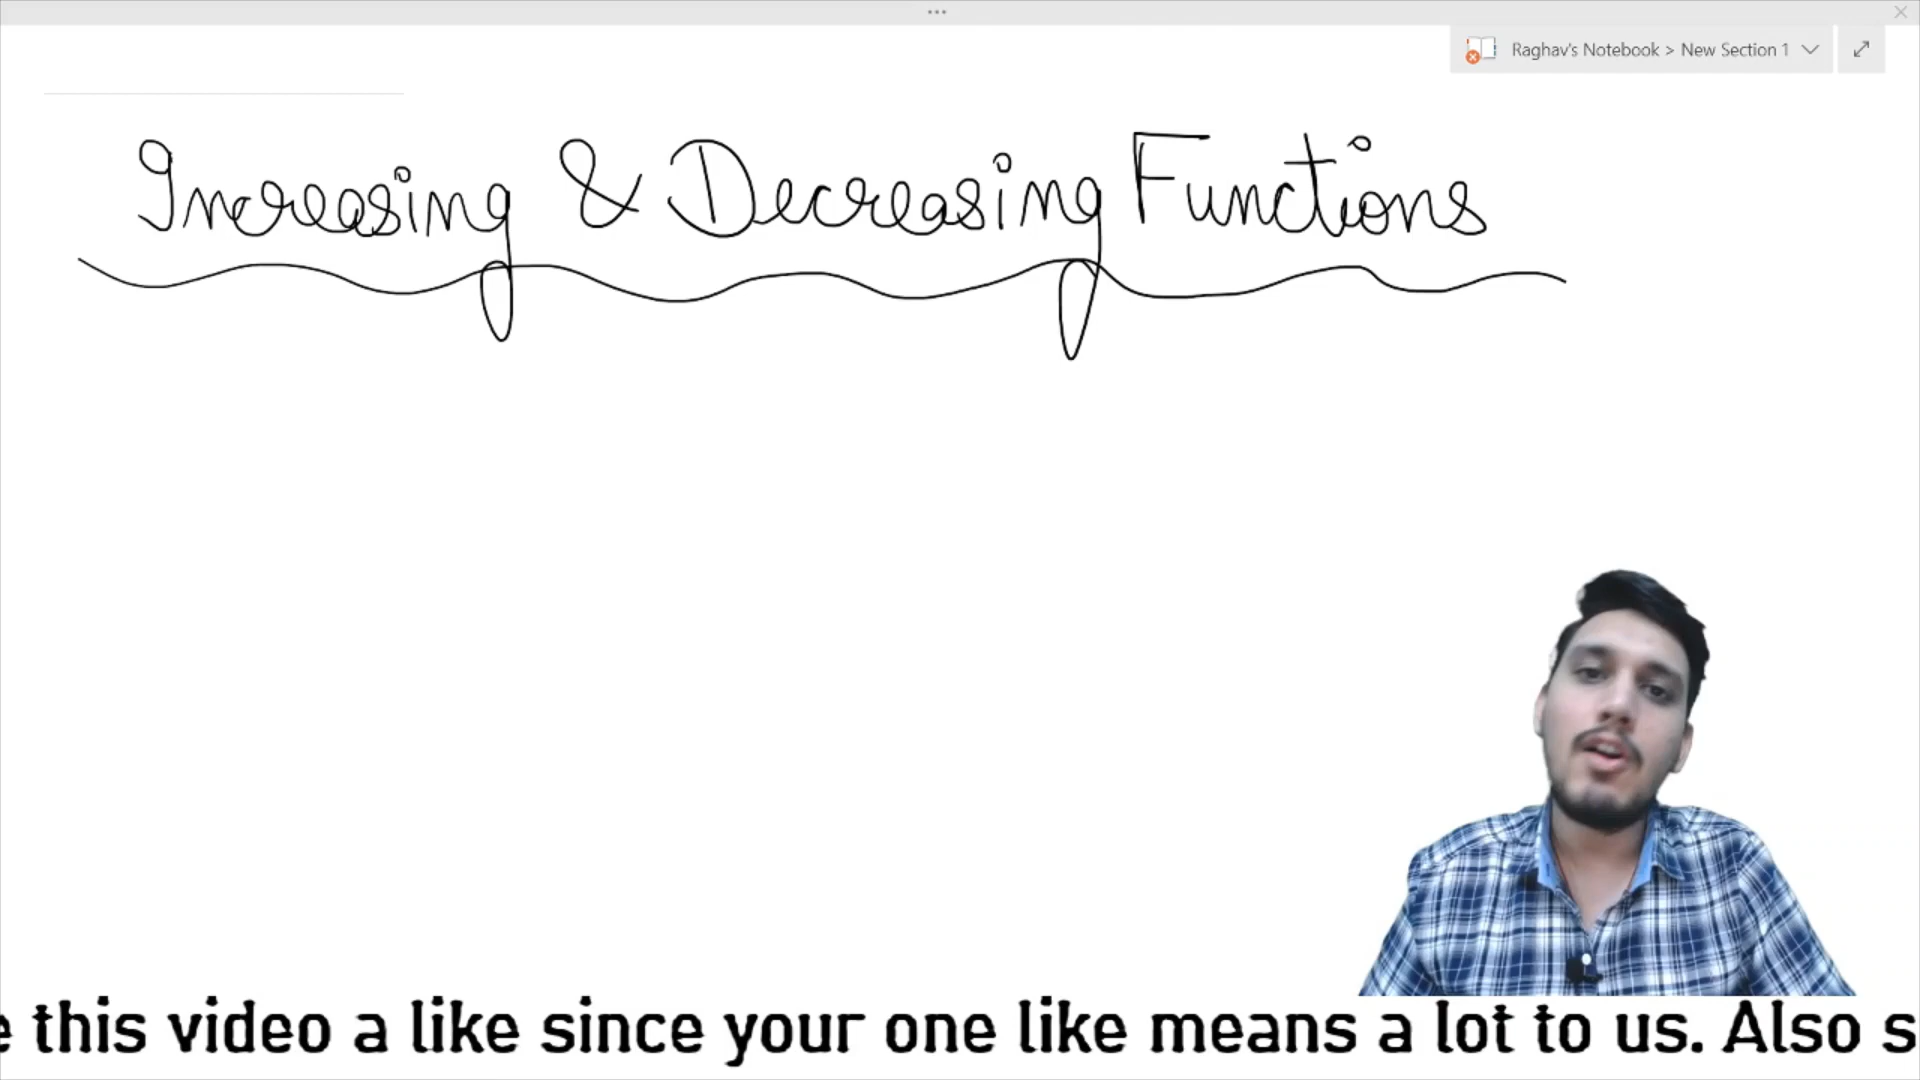 Raghav's Notebook > New Section 1
Increasing & Decreasing Functions
e this video a like since your one like means a lot to us. Also s